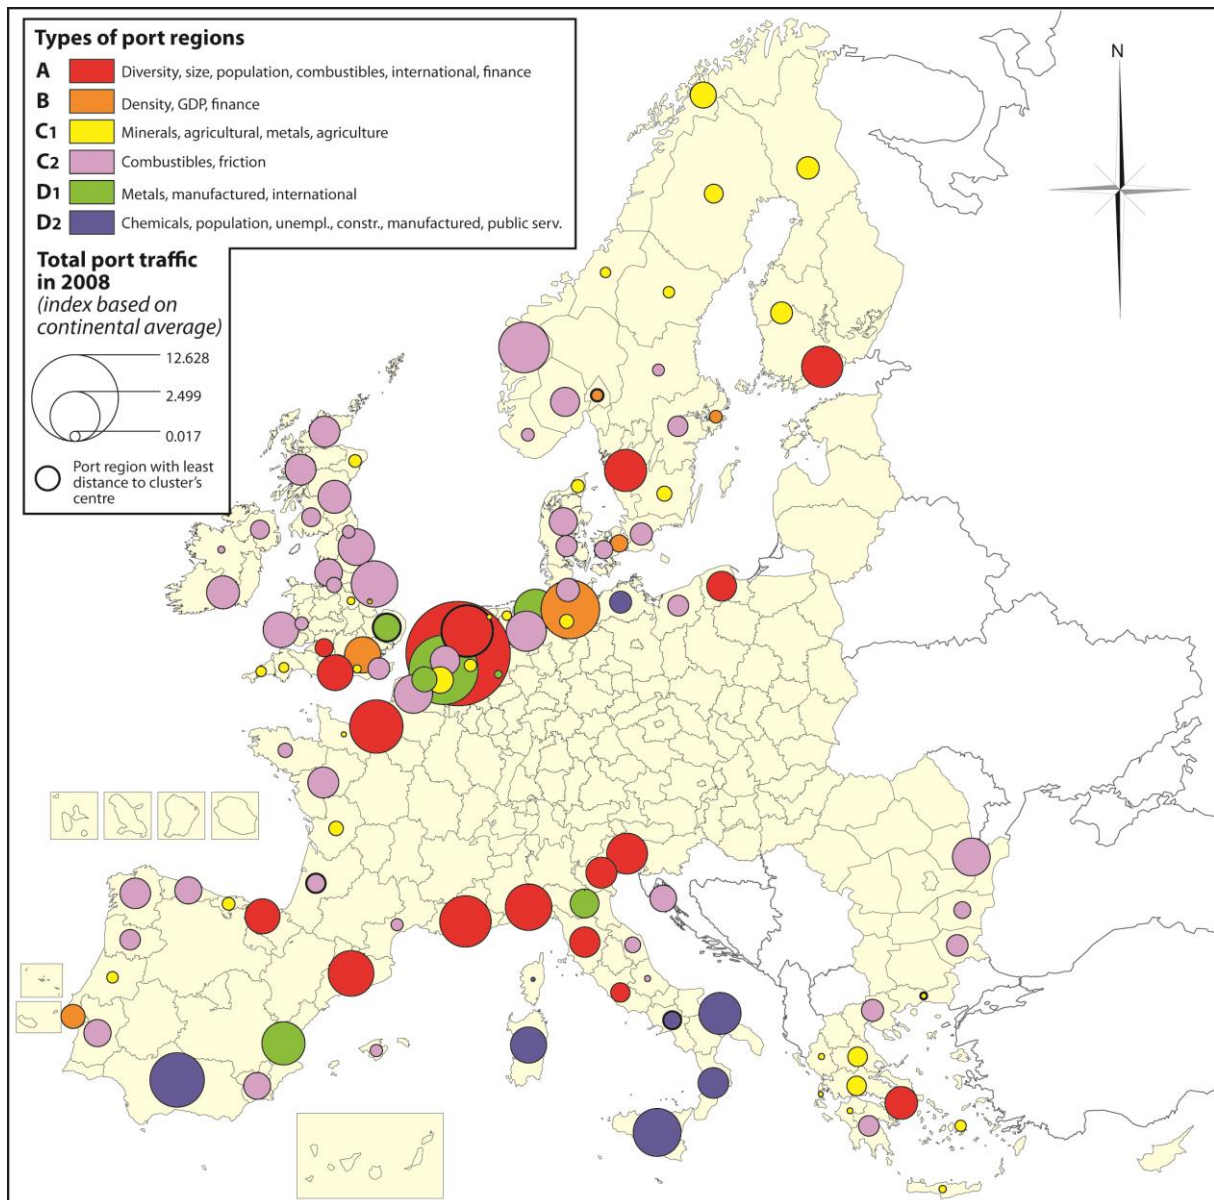 Types of port regions
A Diversity, size, population, combustibles, international, finance
B Density, GDP, finance
C1 Minerals, agricultural, metals, agriculture
C2 Combustibles, friction
D1 Metals, manufactured, international
D2 Chemicals, population, unempl., constr., manufactured, public serv.
Total port traffic
in 2008
(index based on
continental average)
12.628
2.499
0.017
Port region with least
distance to cluster's
centre
N